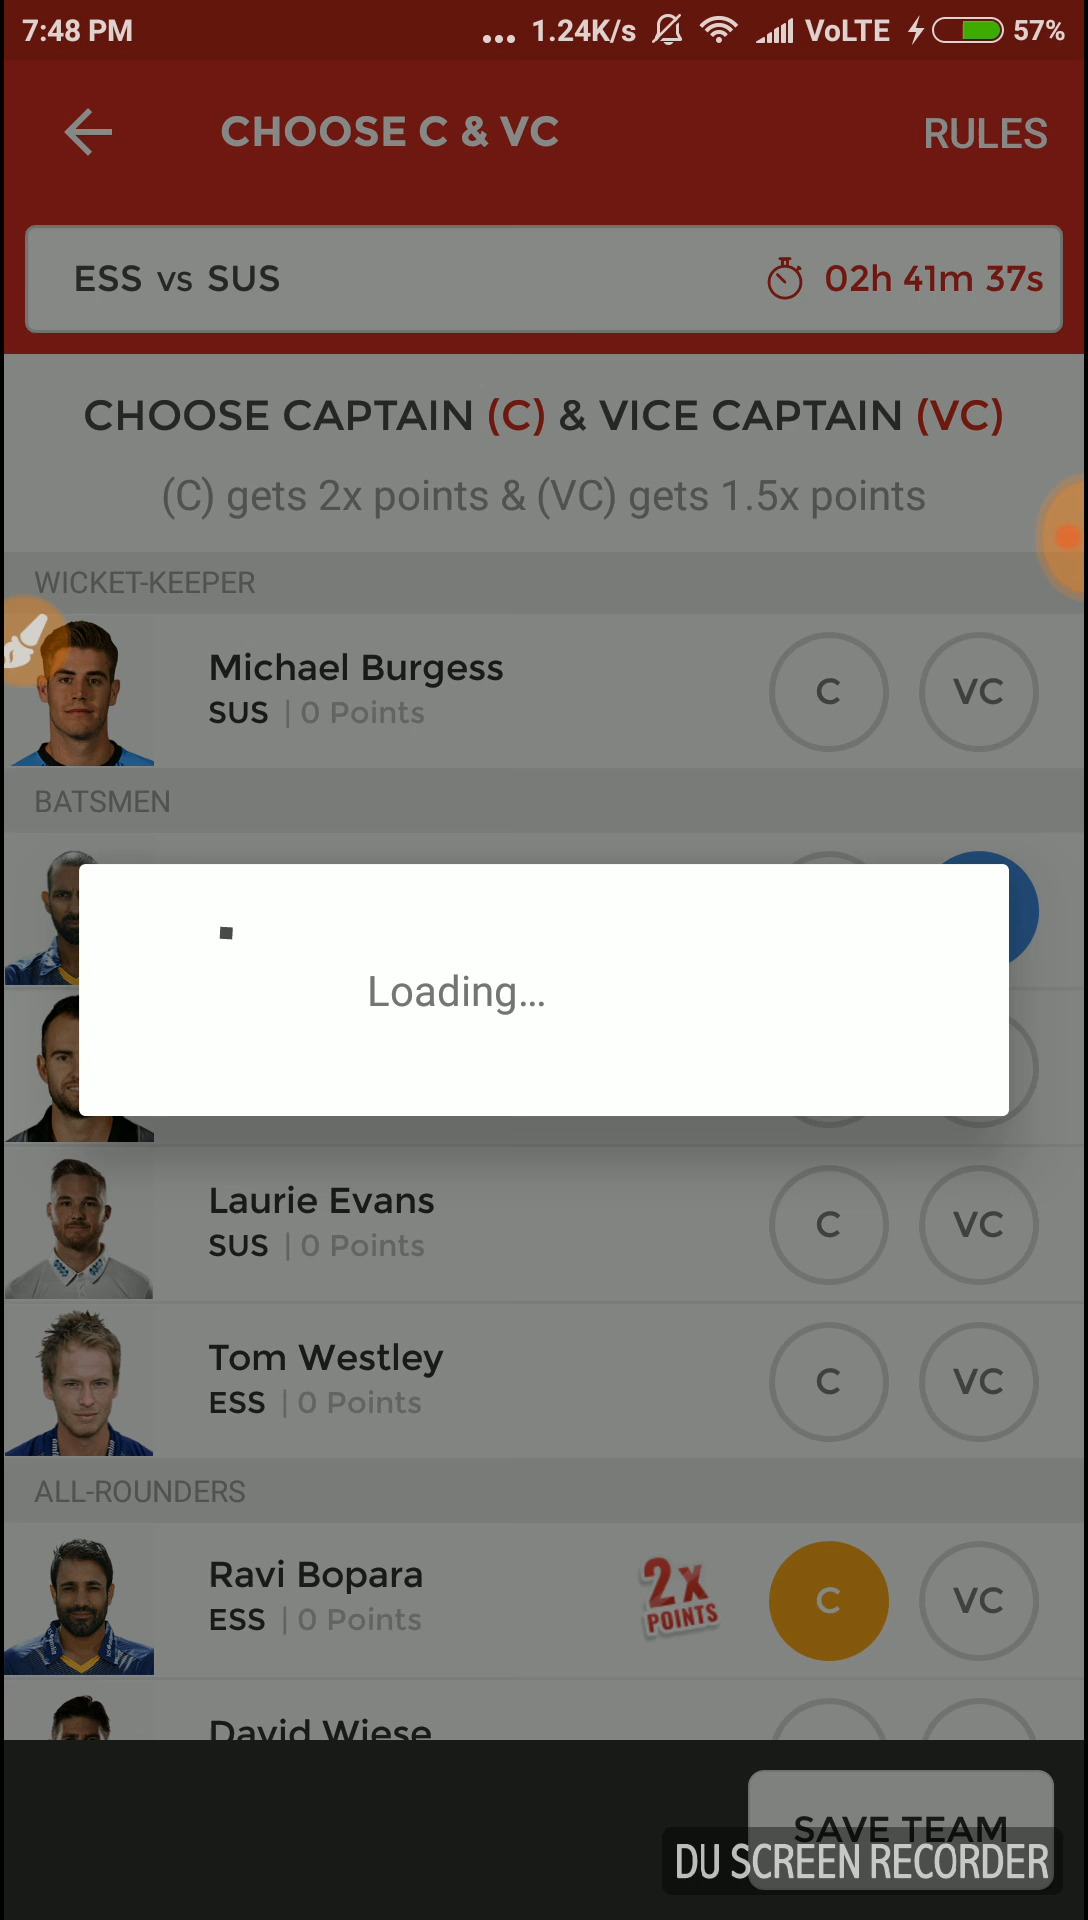 7:48 PM ... 1.24K/s VoLTE 57%
CHOOSE C & VC RULES
ESS vs SUS 02h 41m 37s
CHOOSE CAPTAIN (C) & VICE CAPTAIN (VC)
(C) gets 2x points & (VC) gets 1.5x points
WICKET-KEEPER
Michael Burgess
SUS | 0 Points
C VC
BATSMEN
Loading...
Laurie Evans
SUS | 0 Points
C VC
Tom Westley
ESS | 0 Points
C VC
ALL-ROUNDERS
Ravi Bopara
ESS | 0 Points
2x
POINTS
C VC
David Wiese
SAVE TEAM
DU SCREEN RECORDER